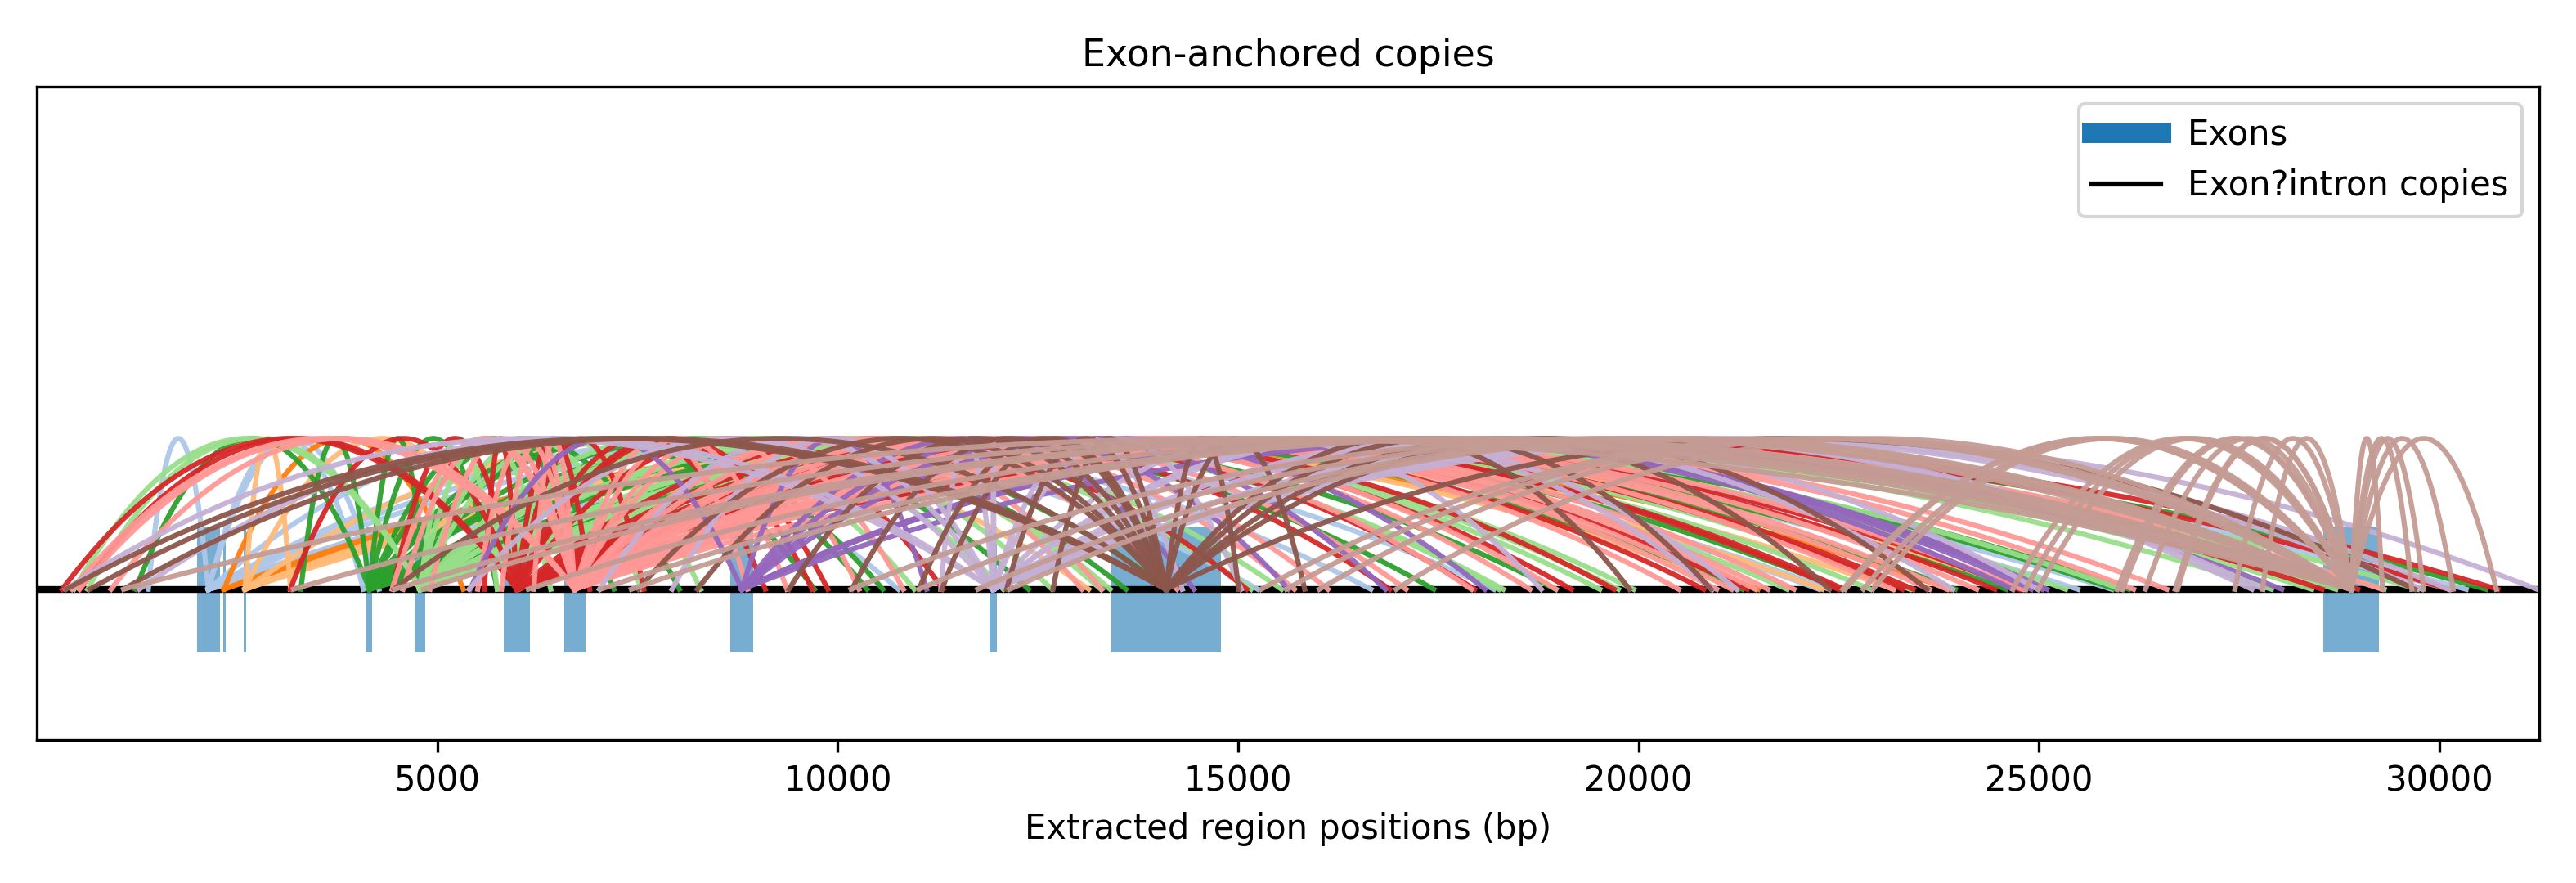 Exon-anchored copies
Exons
Exon?intron copies
5000 10000 15000 20000 25000 30000
Extracted region positions (bp)